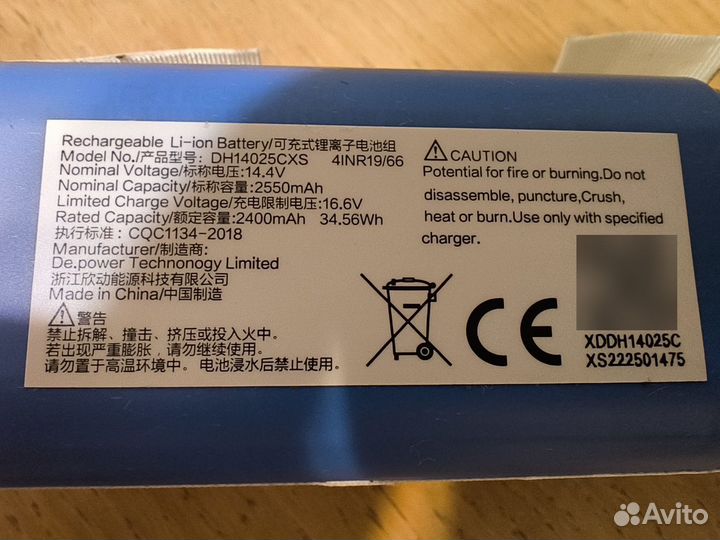 Rechargeable Li-ion Battery/可充式锂离子电池组
Model No./产品型号: DH14025CXS 4INR19/66
Nominal Voltage/标称电压:14.4V
Nominal Capacity/标称容量:2550mAh
Limited Charge Voltage/充电限制电压:16.6V
Rated Capacity/额定容量:2400mAh 34.56Wh
执行标准: CQC1134-2018
Manufacturer/制造商:
De.power Technonogy Limited
浙江欣动能源科技有限公司
Made in China/中国制造
警告
禁止拆解、撞击、挤压或投入火中。
若出现严重膨胀,请勿继续使用。
请勿置于高温环境中。 电池浸水后禁止使用。
CAUTION
Potential for fire or burning.Do not
disassemble, puncture,Crush,
heat or burn.Use only with specified
charger.
CE
XDDH14025C
XS222501475
Avito